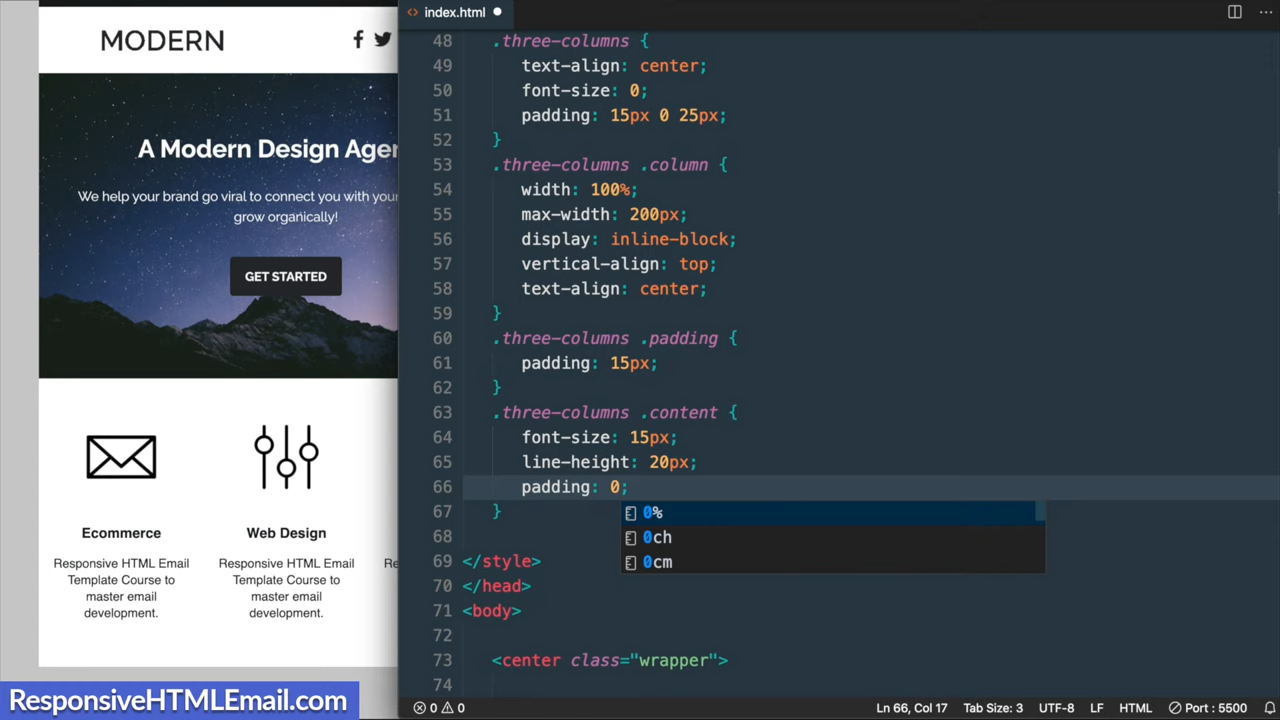 MODERN
A Modern Design Agen
We help your brand go viral to connect you with your
grow organically!
GET STARTED
Ecommerce
Responsive HTML Email
Template Course to
master email
development.
Web Design
Responsive HTML Email
Template Course to
master email
development.
Re
ResponsiveHTMLEmail.com
<> index.html
48 .three-columns {
49 text-align: center;
50 font-size: 0;
51 padding: 15px 0 25px;
52 }
53 .three-columns .column {
54 width: 100%;
55 max-width: 200px;
56 display: inline-block;
57 vertical-align: top;
58 text-align: center;
59 }
60 .three-columns .padding {
61 padding: 15px;
62 }
63 .three-columns .content {
64 font-size: 15px;
65 line-height: 20px;
66 padding: 0;
67 }
0%
0ch
0cm
68
69 </style>
70 </head>
71 <body>
72
73 <center class="wrapper">
74
0 0 Ln 66, Col 17 Tab Size: 3 UTF-8 LF HTML Port : 5500